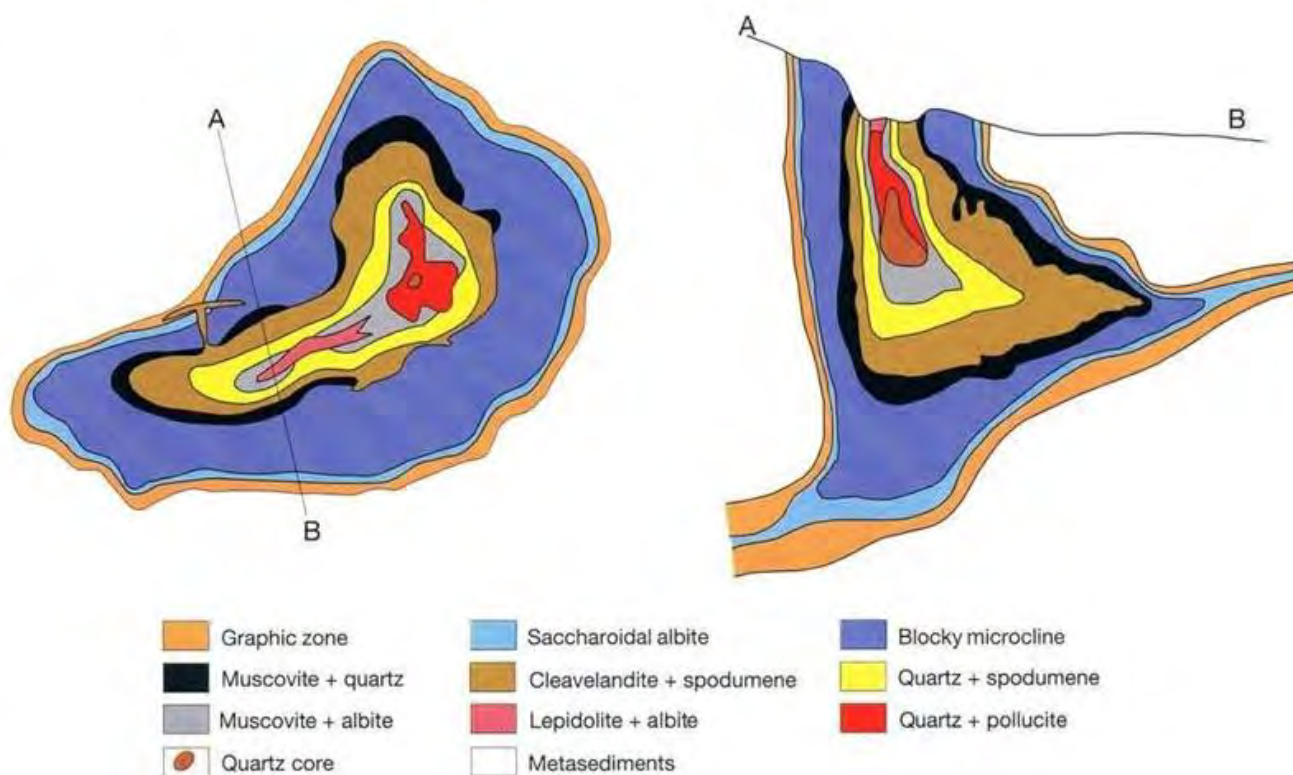 A
B
A
B
Graphic zone
Saccharoidal albite
Blocky microcline
Muscovite + quartz
Cleavelandite + spodumene
Quartz + spodumene
Muscovite + albite
Lepidolite + albite
Quartz + pollucite
Quartz core
Metasediments